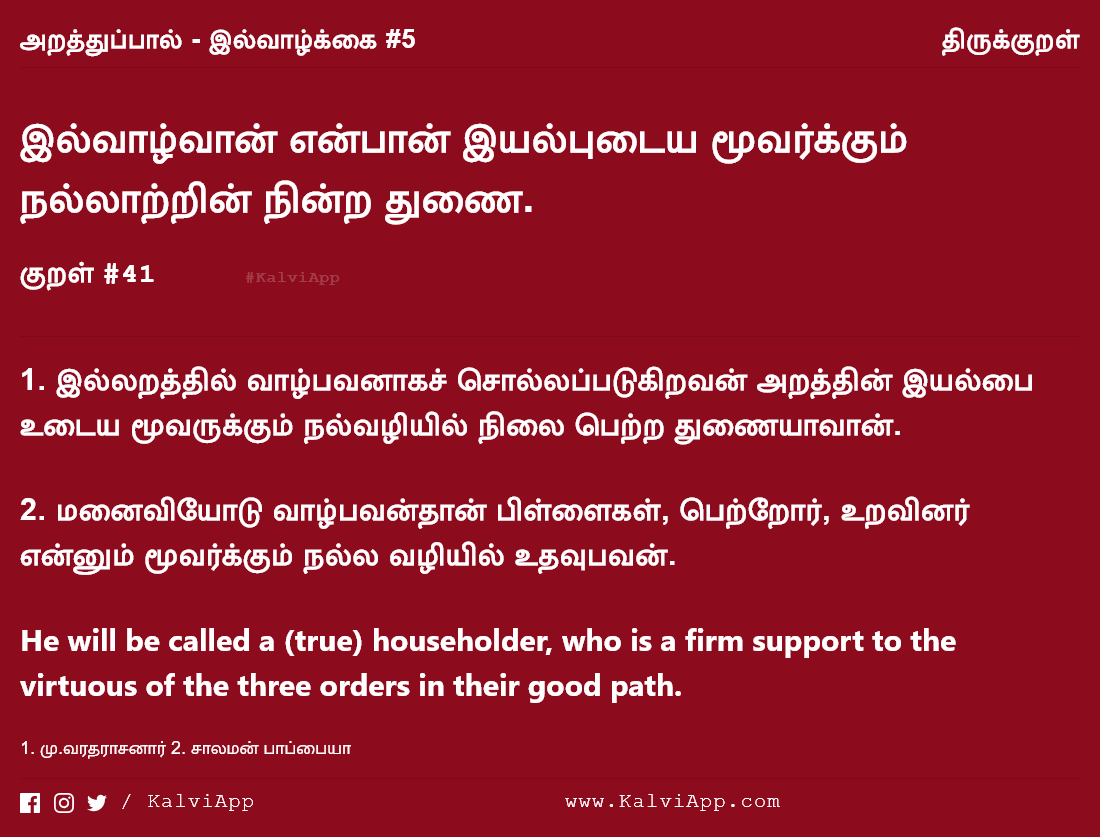 அறத்துப்பால் - இல்வாழ்க்கை #5
திருக்குறள்
இல்வாழ்வான் என்பான் இயல்புடைய மூவர்க்கும்
நல்லாற்றின் நின்ற துணை.
குறள் #41
#KalviApp
1. இல்லறத்தில் வாழ்பவனாகச் சொல்லப்படுகிறவன் அறத்தின் இயல்பை
உடைய மூவருக்கும் நல்வழியில் நிலை பெற்ற துணையாவான்.
2. மனைவியோடு வாழ்பவன்தான் பிள்ளைகள், பெற்றோர், உறவினர்
என்னும் மூவர்க்கும் நல்ல வழியில் உதவுபவன்.
He will be called a (true) householder, who is a firm support to the
virtuous of the three orders in their good path.
1. மு.வரதராசனார் 2. சாலமன் பாப்பையா
/ KalviApp
www.KalviApp.com